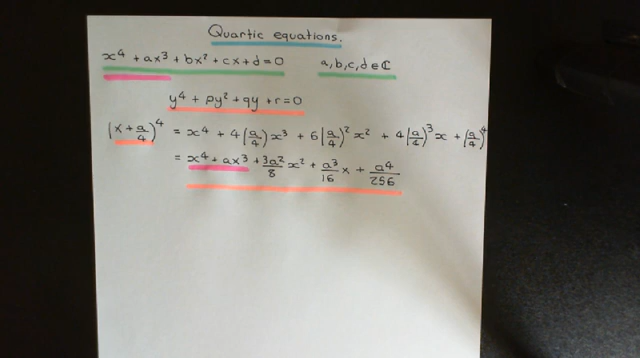 Quartic equations.
x⁴ + ax³ + bx² + cx + d = 0 a, b, c, d ∈ ℂ
y⁴ + py² + qy + r = 0
(x + a/4)⁴ = x⁴ + 4(a/4)x³ + 6(a/4)²x² + 4(a/4)³x + (a/4)⁴
= x⁴ + ax³ + 3a²/8 x² + a³/16 x + a⁴/256